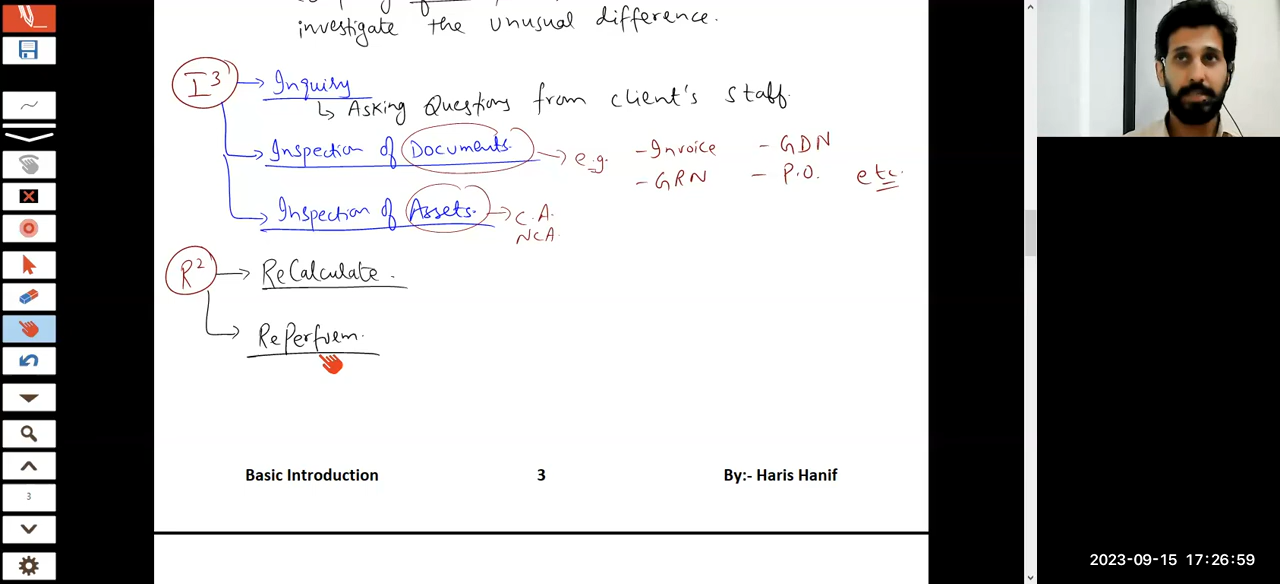 investigate the unusual difference.
I³ → Inquiry
↳ Asking Questions from client's staff.
→ Inspection of Documents. → e.g. - Invoice - GDN
- GRN - P.O. etc.
→ Inspection of Assets. → C.A.
NCA.
R² → ReCalculate.
→ RePerform.
Basic Introduction 3 By:- Haris Hanif
3
2023-09-15 17:26:59